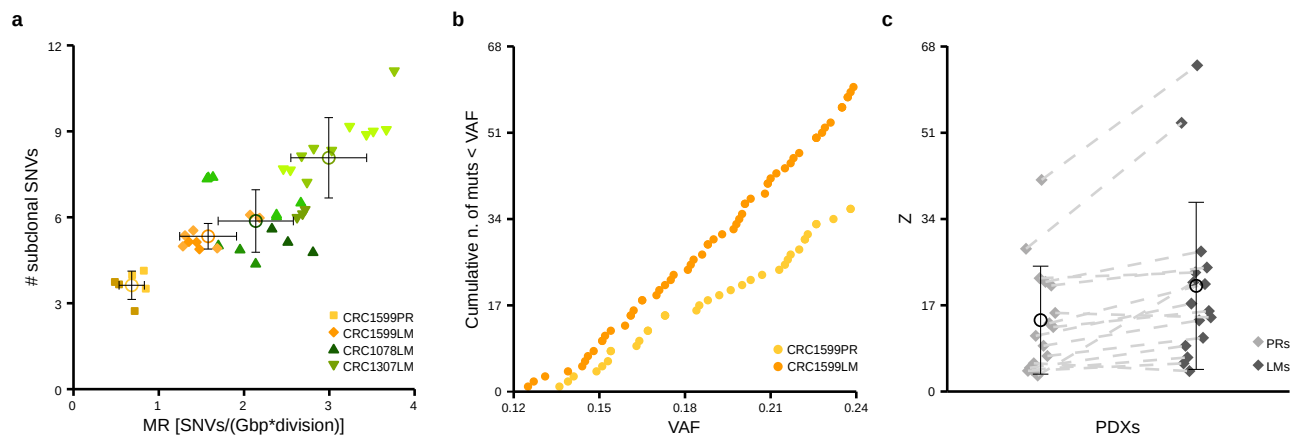 a
# subclonal SNVs
12
9
6
3
0
0
1
2
3
4
MR [SNVs/(Gbp*division)]
CRC1599PR
CRC1599LM
CRC1078LM
CRC1307LM
b
Cumulative n. of muts < VAF
68
51
34
17
0
0.12
0.15
0.18
0.21
0.24
VAF
CRC1599PR
CRC1599LM
c
Z
68
51
34
17
0
PDXs
PRs
LMs